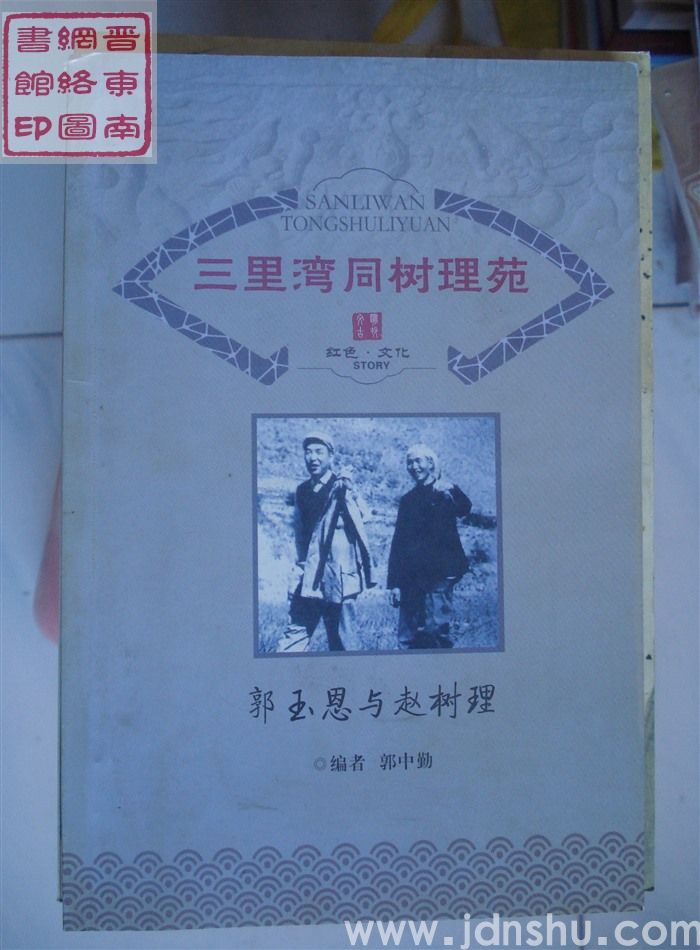 晋東南
網絡圖
書館印
SANLIWAN
TONGSHULIYUAN
三里湾同树理苑
红色·文化
STORY
郭玉恩与赵树理
◎编者 郭中勤
www.jdnshu.com